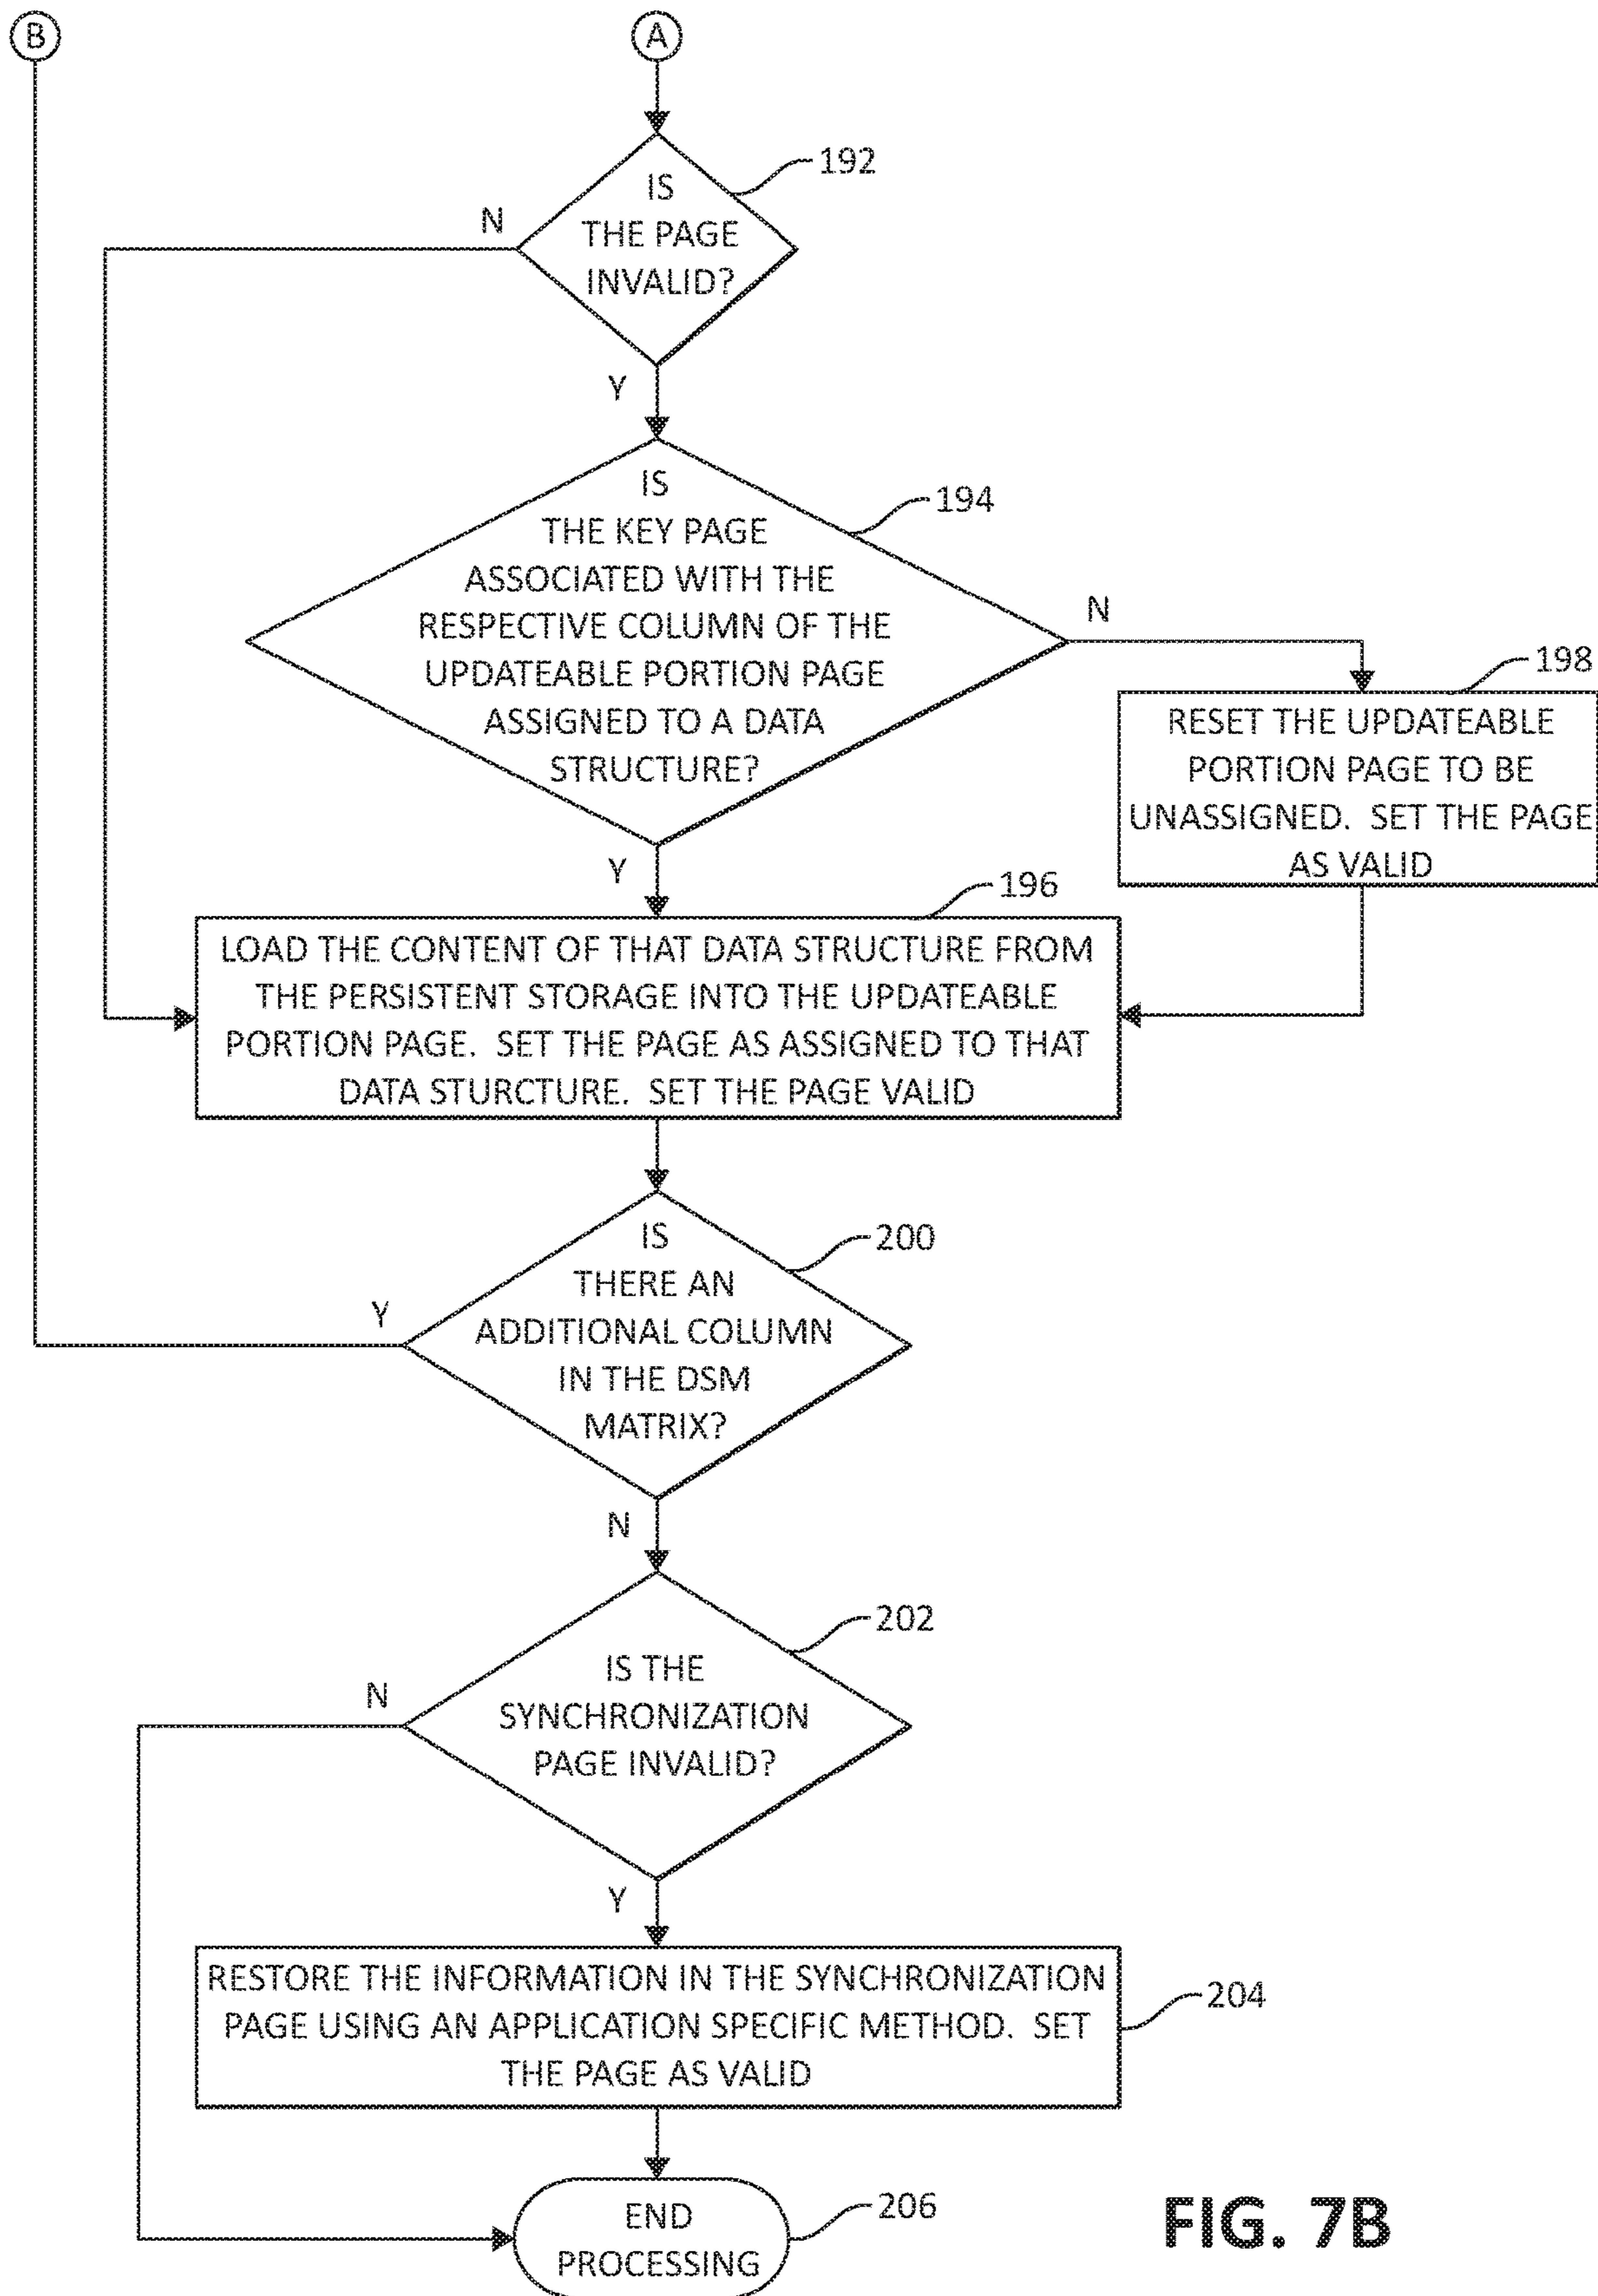 B
A
IS
THE PAGE
INVALID?
192
N
Y
IS
THE KEY PAGE
ASSOCIATED WITH THE
RESPECTIVE COLUMN OF THE
UPDATEABLE PORTION PAGE
ASSIGNED TO A DATA
STRUCTURE?
194
N
198
RESET THE UPDATEABLE
PORTION PAGE TO BE
UNASSIGNED. SET THE PAGE
AS VALID
Y
196
LOAD THE CONTENT OF THAT DATA STRUCTURE FROM
THE PERSISTENT STORAGE INTO THE UPDATEABLE
PORTION PAGE. SET THE PAGE AS ASSIGNED TO THAT
DATA STURCTURE. SET THE PAGE VALID
IS
THERE AN
ADDITIONAL COLUMN
IN THE DSM
MATRIX?
200
Y
N
IS THE
SYNCHRONIZATION
PAGE INVALID?
202
N
Y
RESTORE THE INFORMATION IN THE SYNCHRONIZATION
PAGE USING AN APPLICATION SPECIFIC METHOD. SET
THE PAGE AS VALID
204
END
PROCESSING
206
FIG. 7B